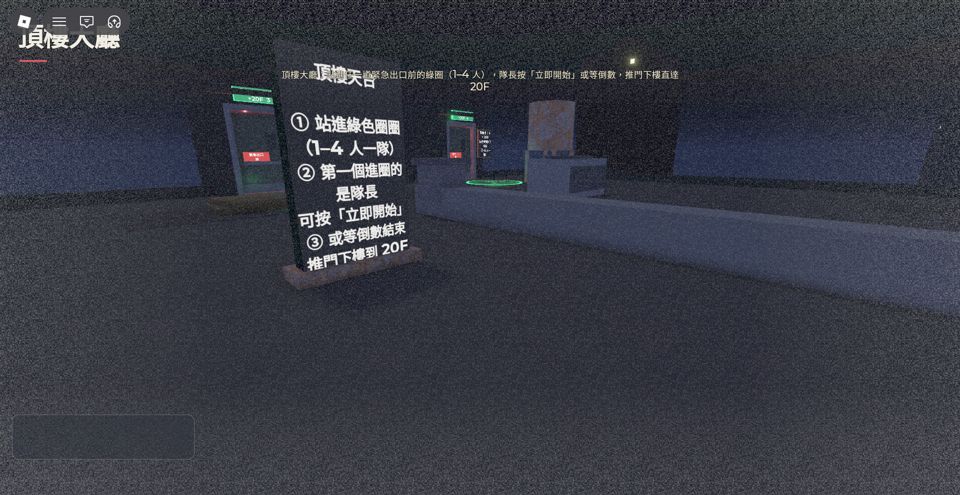 頂樓大廳
頂樓大廳 緊急出口前的綠圈（1–4 人），隊長按「立即開始」或等倒數，推門下樓直達
20F
頂樓天台
① 站進綠色圈圈
（1–4 人一隊）
② 第一個進圈的
是隊長
可按「立即開始」
③ 或等倒數結束
推門下樓到 20F